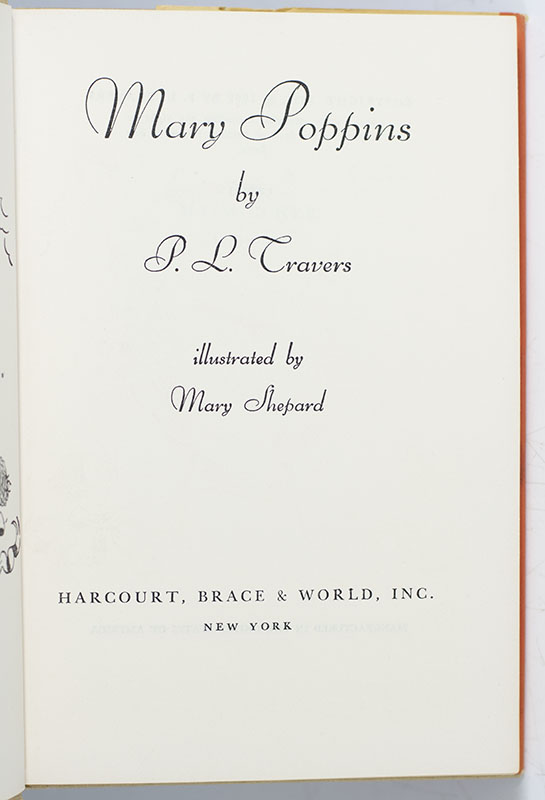 Mary Poppins
by
P. L. Travers
illustrated by
Mary Shepard
HARCOURT, BRACE & WORLD, INC.
NEW YORK